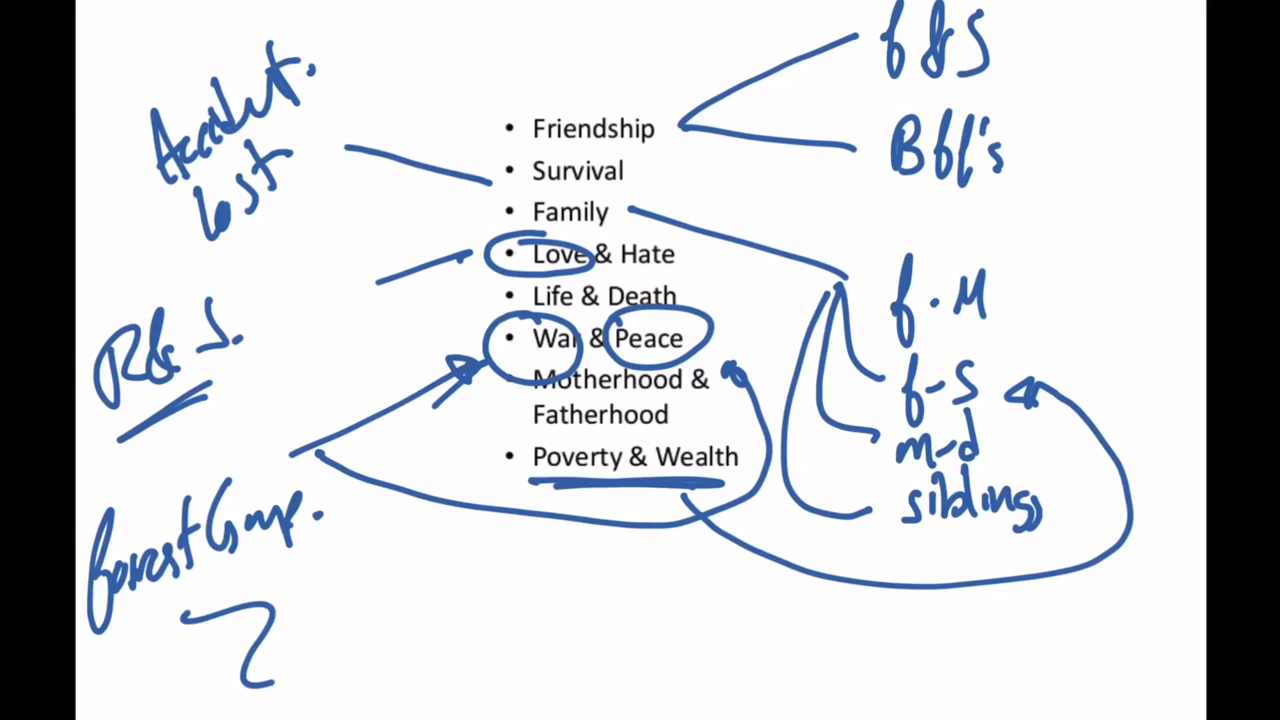 f & S
Bff's
Accident.
Lost
• Friendship
• Survival
• Family
• Love & Hate
• Life & Death
• War & Peace
• Motherhood &
Fatherhood
• Poverty & Wealth
f - M
f - S
m - d
siblings
R & J.
Forest Gump.